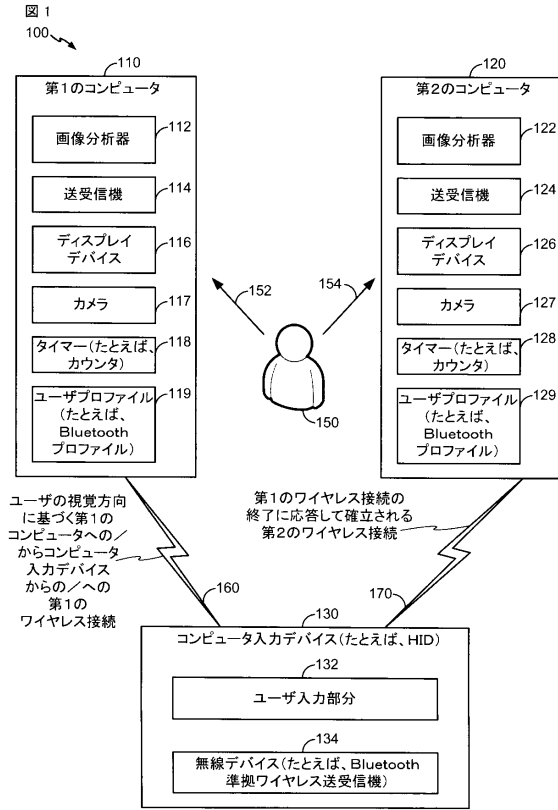 図 1
100
110
第1のコンピュータ
112
画像分析器
114
送受信機
116
ディスプレイ
デバイス
117
カメラ
118
タイマー(たとえば、
カウンタ)
119
ユーザプロファイル
(たとえば、
Bluetooth
プロファイル)
120
第2のコンピュータ
122
画像分析器
124
送受信機
126
ディスプレイ
デバイス
127
カメラ
128
タイマー(たとえば、
カウンタ)
129
ユーザプロファイル
(たとえば、
Bluetooth
プロファイル)
152
154
150
ユーザの視覚方向
に基づく第1の
コンピュータへの/
からコンピュータ
入力デバイス
からの/への
第1の
ワイヤレス接続
160
第1のワイヤレス接続の
終了に応答して確立される
第2のワイヤレス接続
170
130
コンピュータ入力デバイス(たとえば、HID)
132
ユーザ入力部分
134
無線デバイス(たとえば、Bluetooth
準拠ワイヤレス送受信機)